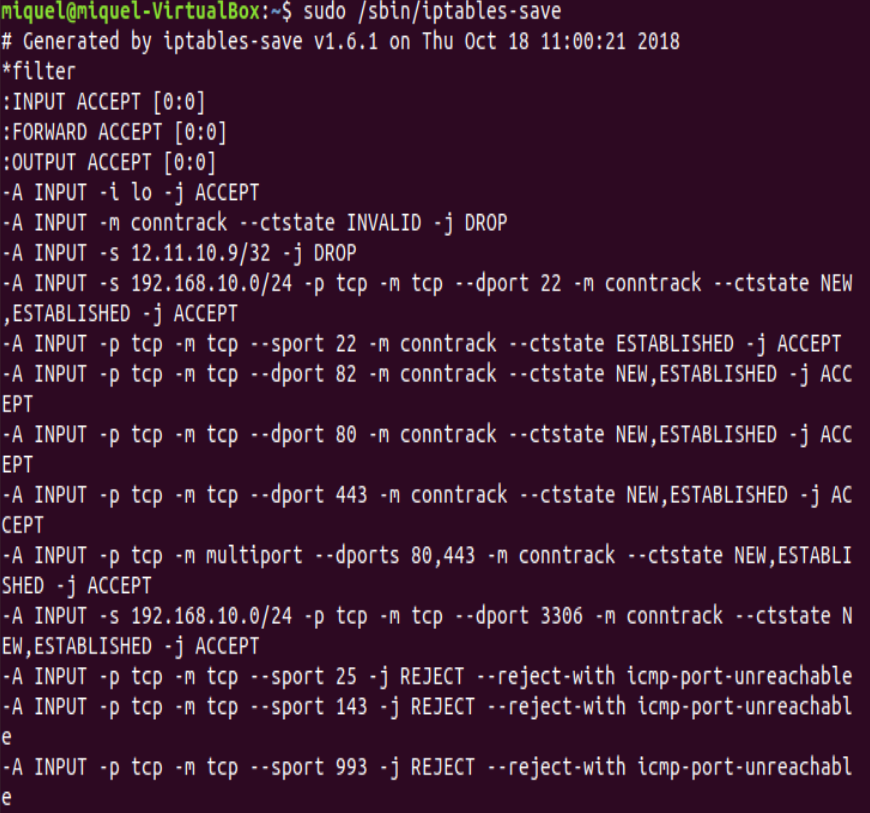 miquel@miquel-VirtualBox:~$ sudo /sbin/iptables-save
# Generated by iptables-save v1.6.1 on Thu Oct 18 11:00:21 2018
*filter
:INPUT ACCEPT [0:0]
:FORWARD ACCEPT [0:0]
:OUTPUT ACCEPT [0:0]
-A INPUT -i lo -j ACCEPT
-A INPUT -m conntrack --ctstate INVALID -j DROP
-A INPUT -s 12.11.10.9/32 -j DROP
-A INPUT -s 192.168.10.0/24 -p tcp -m tcp --dport 22 -m conntrack --ctstate NEW
,ESTABLISHED -j ACCEPT
-A INPUT -p tcp -m tcp --sport 22 -m conntrack --ctstate ESTABLISHED -j ACCEPT
-A INPUT -p tcp -m tcp --dport 82 -m conntrack --ctstate NEW,ESTABLISHED -j ACC
EPT
-A INPUT -p tcp -m tcp --dport 80 -m conntrack --ctstate NEW,ESTABLISHED -j ACC
EPT
-A INPUT -p tcp -m tcp --dport 443 -m conntrack --ctstate NEW,ESTABLISHED -j AC
CEPT
-A INPUT -p tcp -m multiport --dports 80,443 -m conntrack --ctstate NEW,ESTABLI
SHED -j ACCEPT
-A INPUT -s 192.168.10.0/24 -p tcp -m tcp --dport 3306 -m conntrack --ctstate N
EW,ESTABLISHED -j ACCEPT
-A INPUT -p tcp -m tcp --sport 25 -j REJECT --reject-with icmp-port-unreachable
-A INPUT -p tcp -m tcp --sport 143 -j REJECT --reject-with icmp-port-unreachabl
e
-A INPUT -p tcp -m tcp --sport 993 -j REJECT --reject-with icmp-port-unreachabl
e